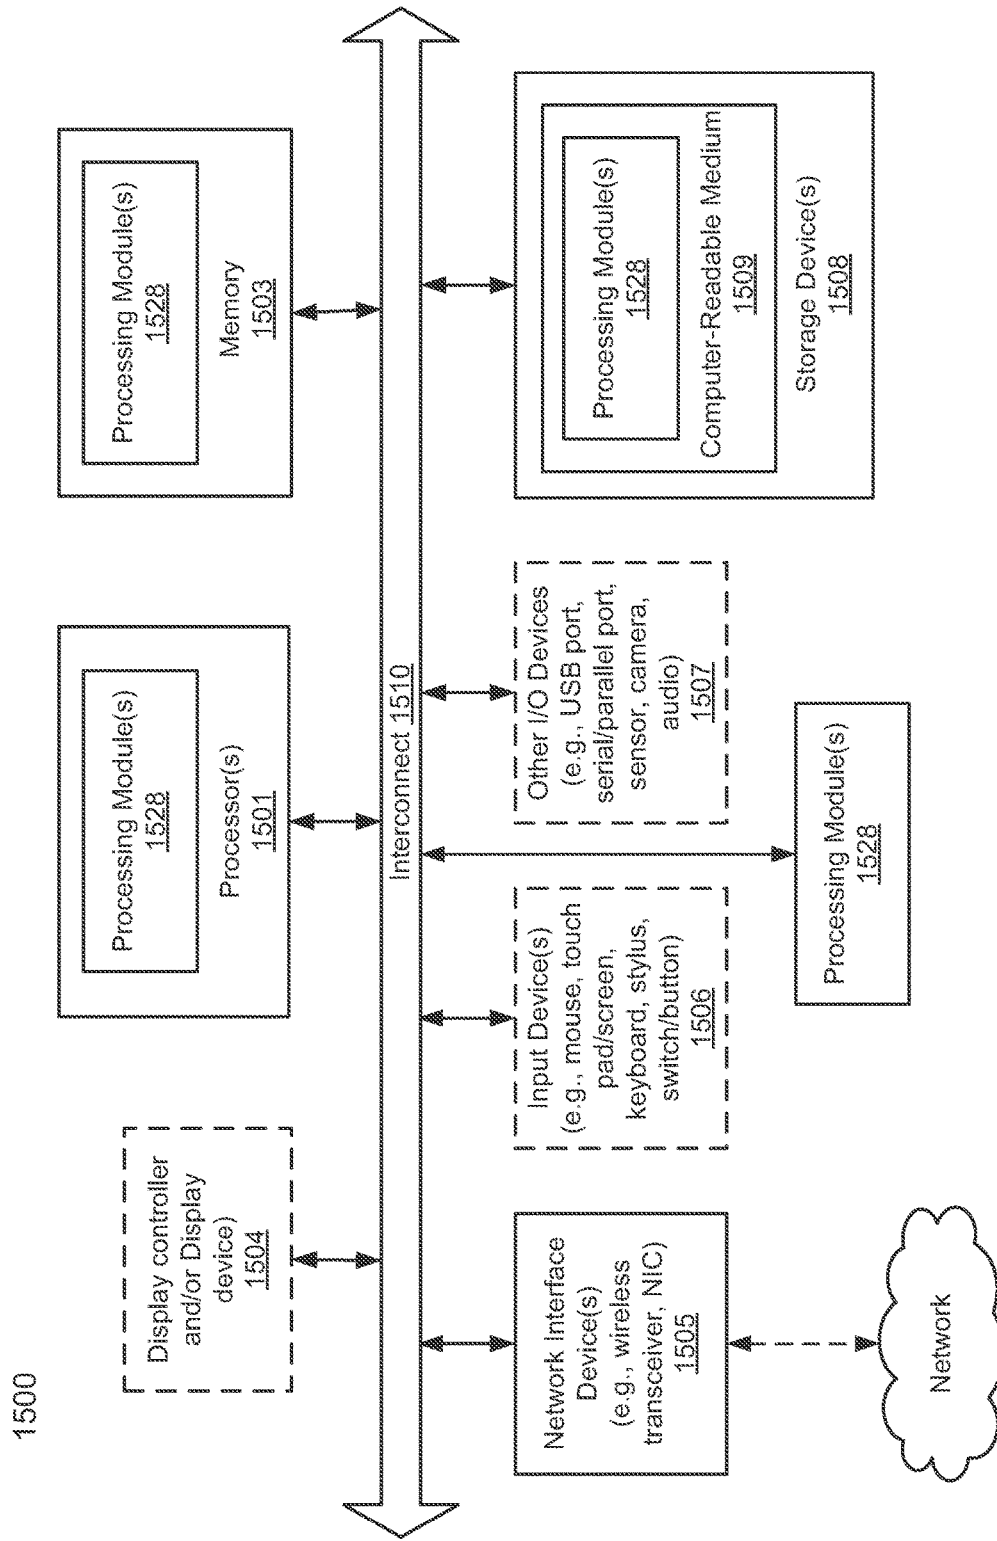 1500
Display controller
and/or Display
device)
1504
Processing Module(s)
1528
Processor(s)
1501
Processing Module(s)
1528
Memory
1503
Interconnect 1510
Network Interface
Device(s)
(e.g., wireless
transceiver, NIC)
1505
Input Device(s)
(e.g., mouse, touch
pad/screen,
keyboard, stylus,
switch/button)
1506
Other I/O Devices
(e.g., USB port,
serial/parallel port,
sensor, camera,
audio)
1507
Processing Module(s)
1528
Computer-Readable Medium
1509
Storage Device(s)
1508
Network
Processing Module(s)
1528